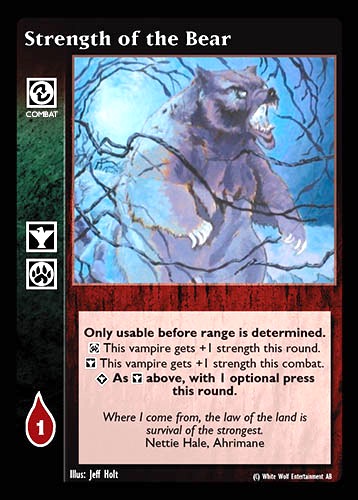 Strength of the Bear
COMBAT
Only usable before range is determined.
This vampire gets +1 strength this round.
This vampire gets +1 strength this combat.
As above, with 1 optional press
this round.
Where I come from, the law of the land is
survival of the strongest.
Nettie Hale, Ahrimane
1
Illus: Jeff Holt
(C) White Wolf Entertainment AB